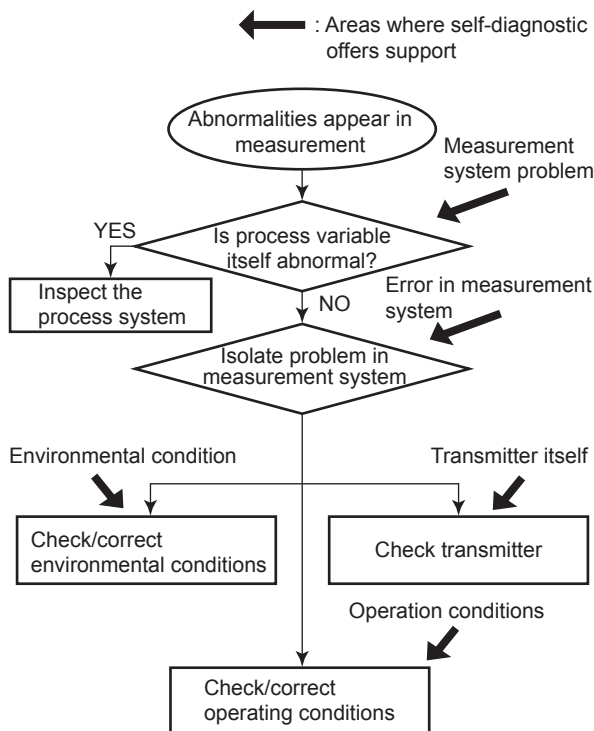 : Areas where self-diagnostic
offers support
Abnormalities appear in
measurement
Measurement
system problem
YES
Is process variable
itself abnormal?
Inspect the
process system
Error in measurement
system
NO
Isolate problem in
measurement system
Environmental condition
Transmitter itself
Check/correct
environmental conditions
Check transmitter
Operation conditions
Check/correct
operating conditions